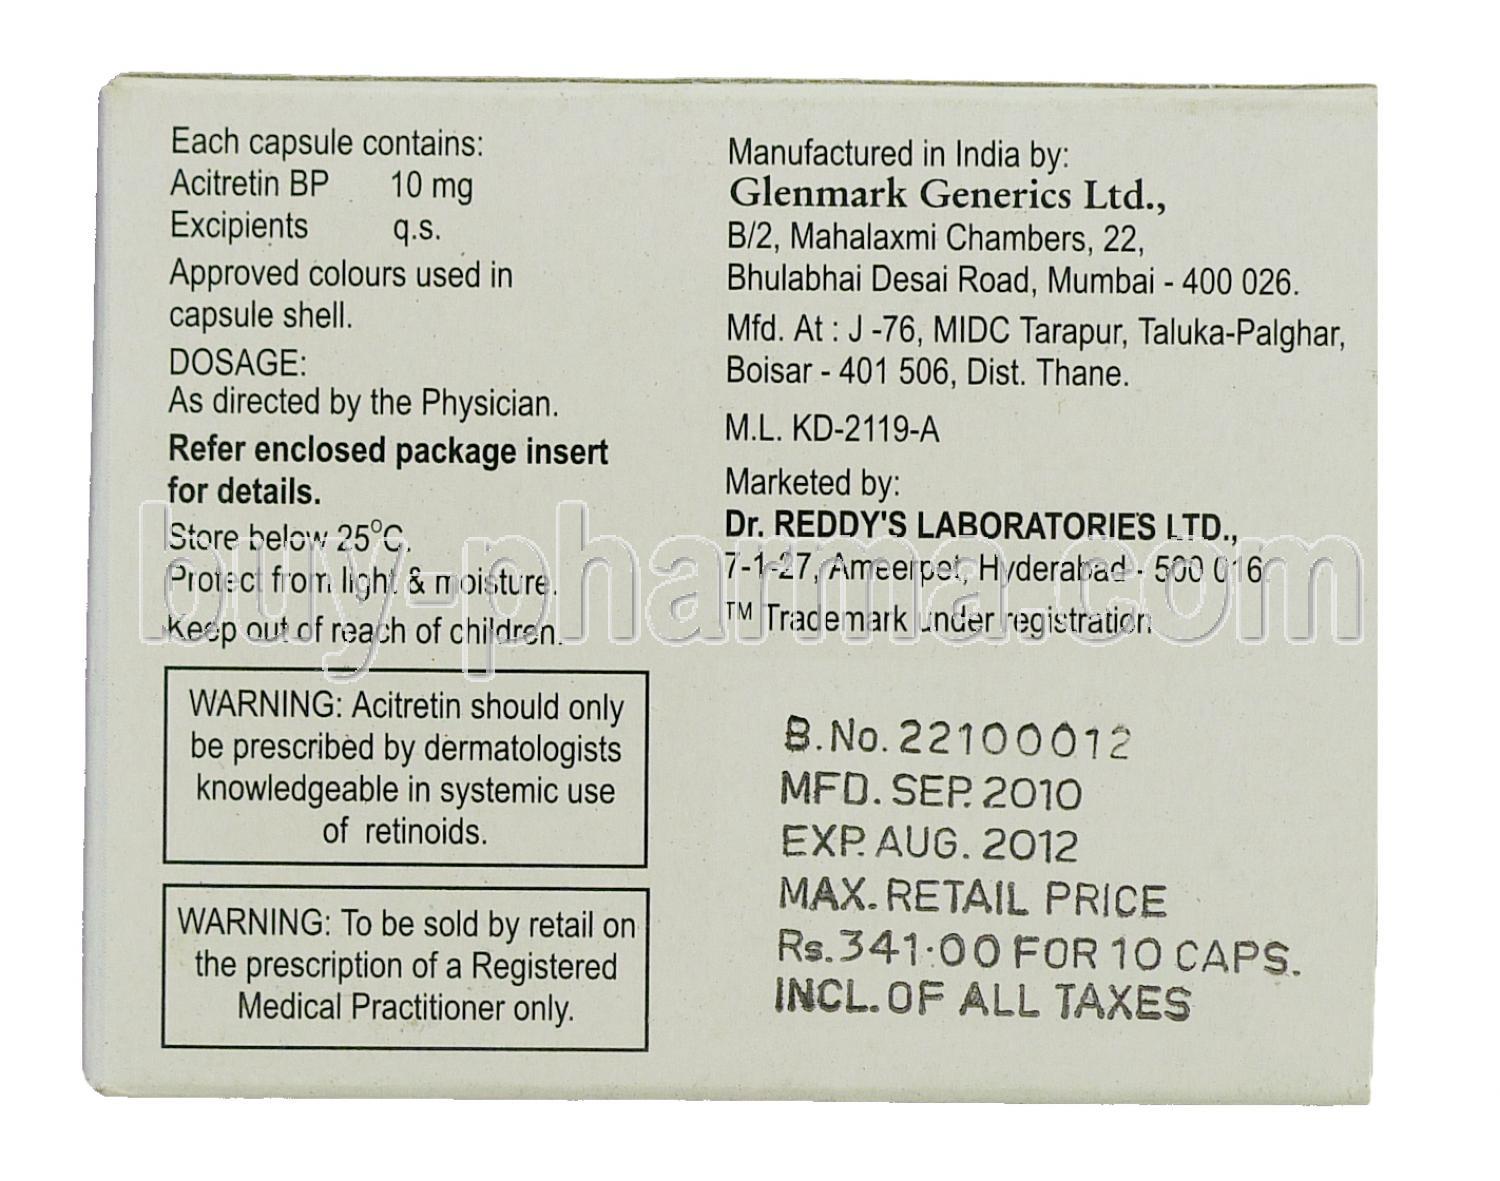 Each capsule contains:
Acitretin BP 10 mg
Excipients q.s.
Approved colours used in
capsule shell.
DOSAGE:
As directed by the Physician.
Refer enclosed package insert
for details.
Store below 25°C.
Protect from light & moisture.
Keep out of reach of children.
WARNING: Acitretin should only
be prescribed by dermatologists
knowledgeable in systemic use
of retinoids.
WARNING: To be sold by retail on
the prescription of a Registered
Medical Practitioner only.
Manufactured in India by:
Glenmark Generics Ltd.,
B/2, Mahalaxmi Chambers, 22,
Bhulabhai Desai Road, Mumbai - 400 026.
Mfd. At : J -76, MIDC Tarapur, Taluka-Palghar,
Boisar - 401 506, Dist. Thane.
M.L. KD-2119-A
Marketed by:
Dr. REDDY'S LABORATORIES LTD.,
7-1-27, Ameerpet, Hyderabad - 500 016.
™ Trademark under registration
B.No. 22100012
MFD. SEP. 2010
EXP. AUG. 2012
MAX. RETAIL PRICE
Rs.341.00 FOR 10 CAPS.
INCL. OF ALL TAXES
buy-pharma.com